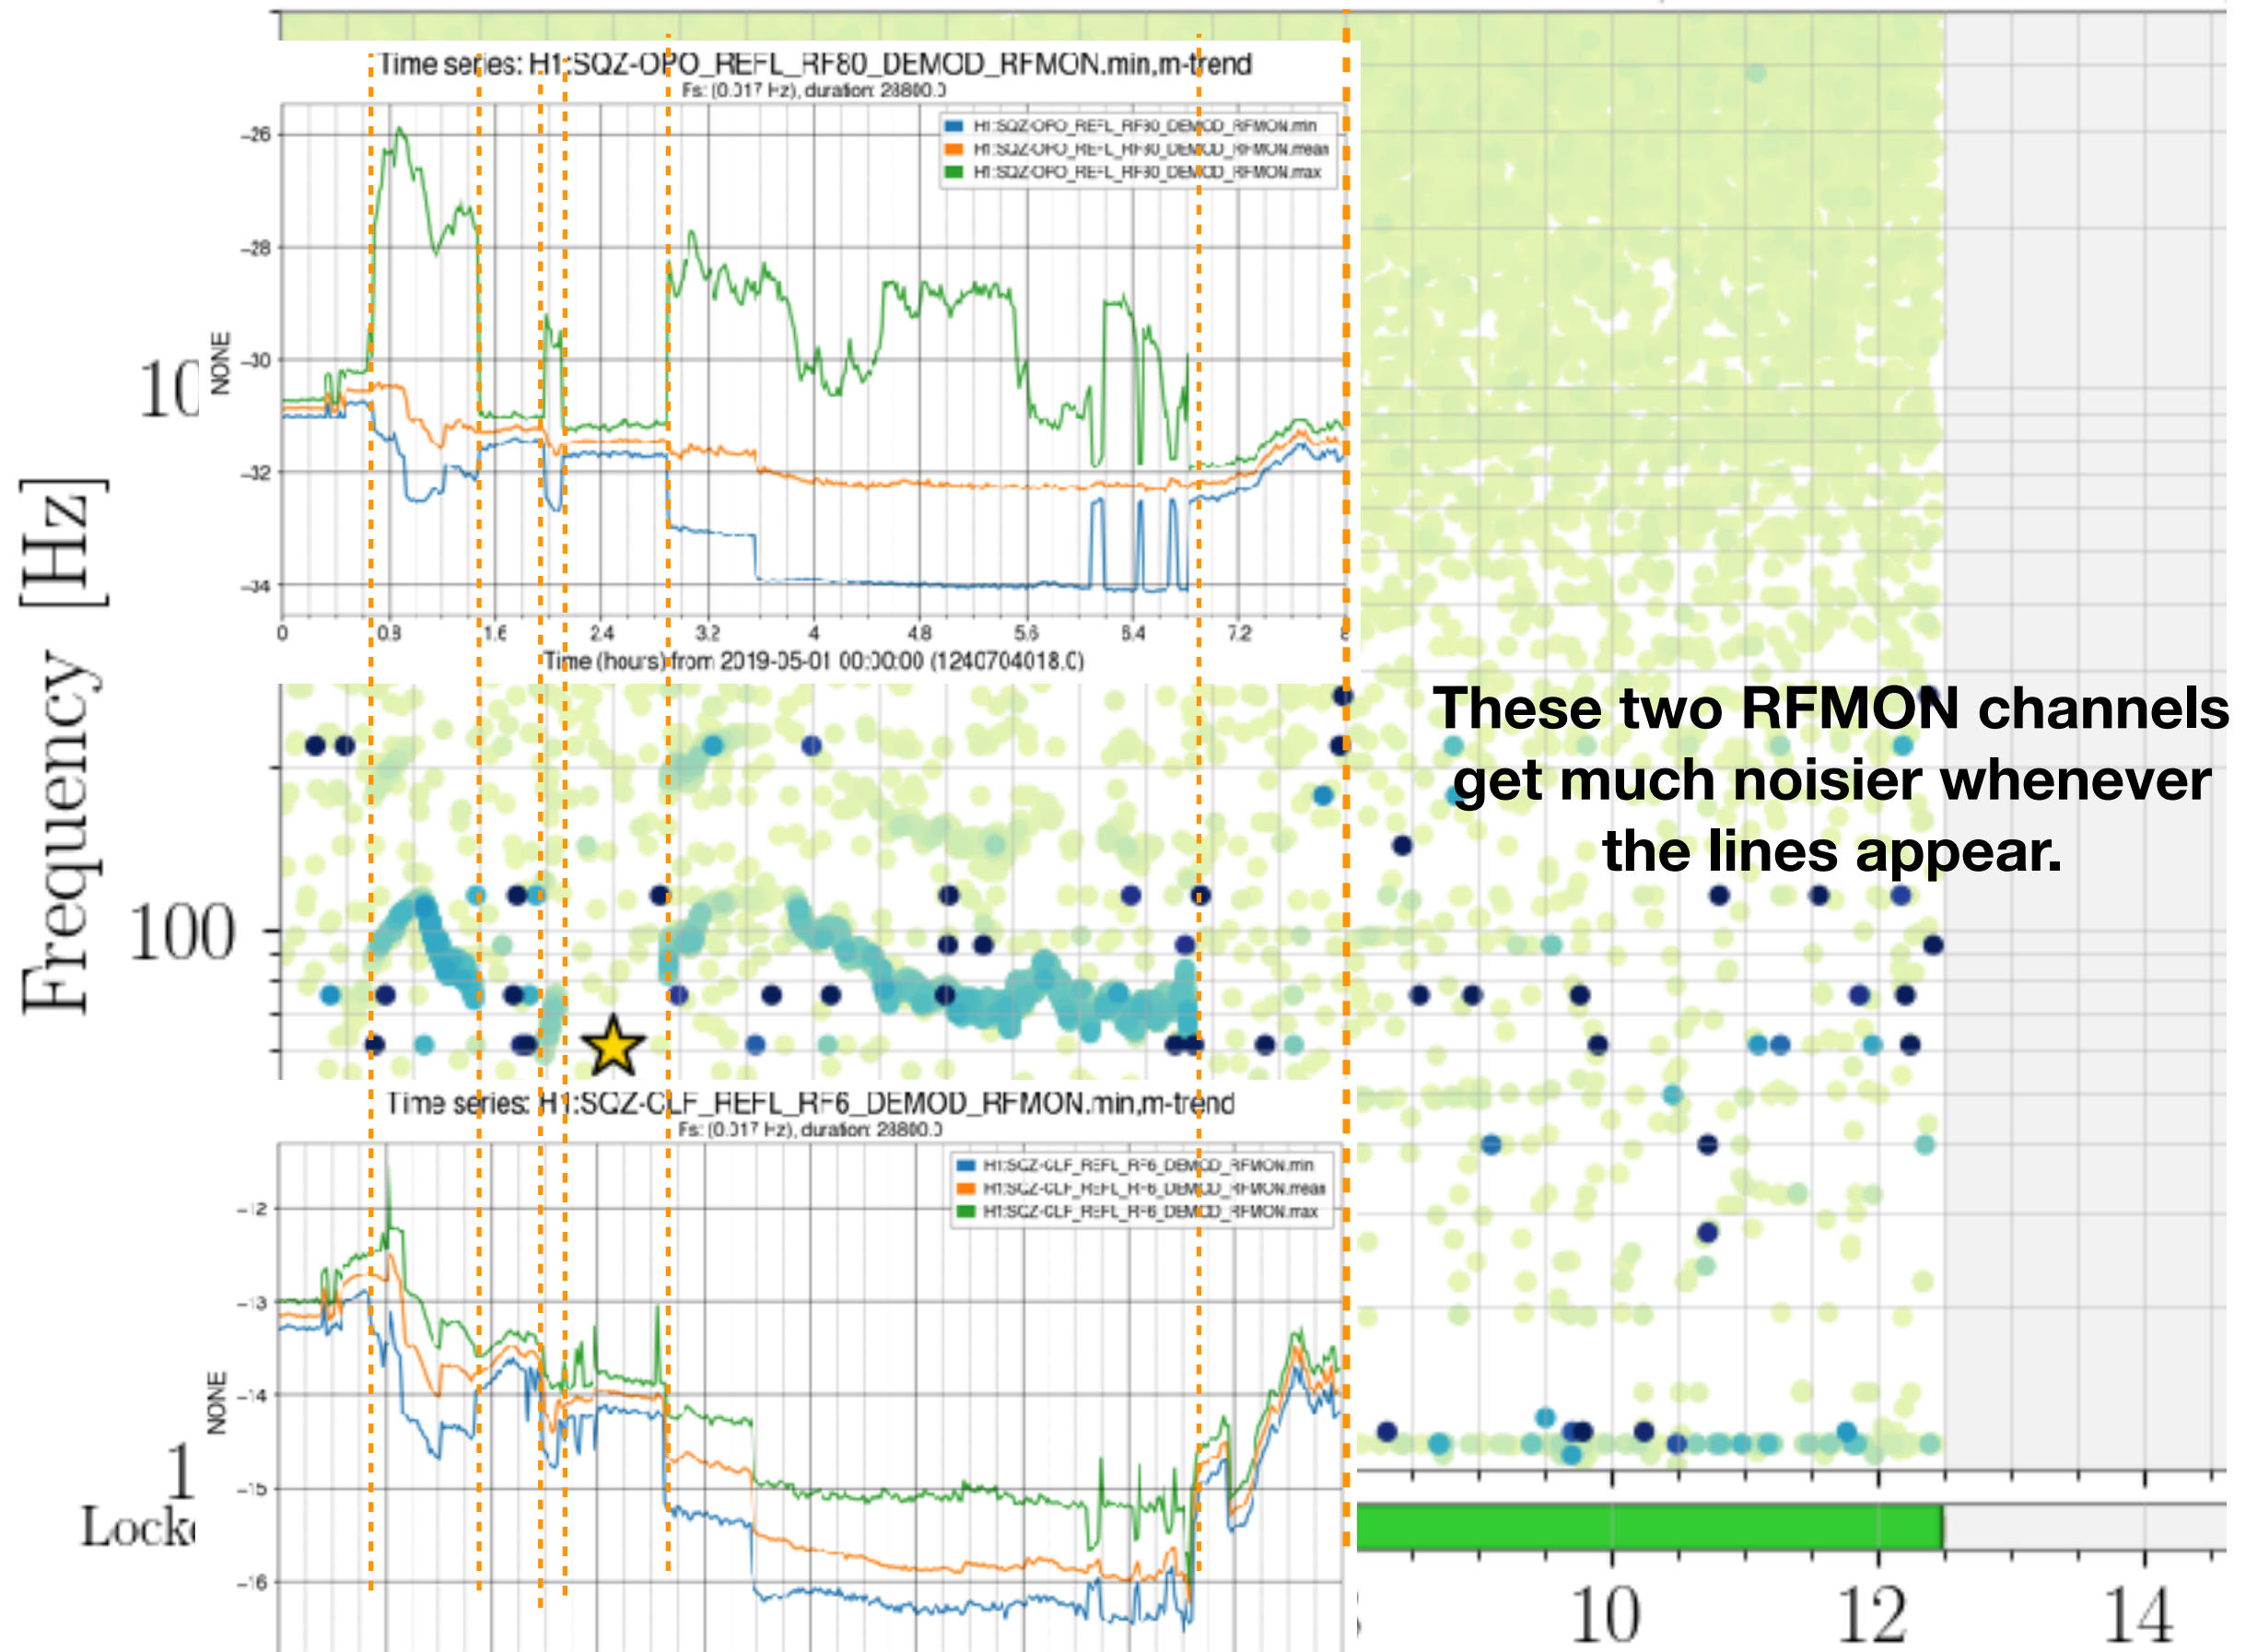 Time series: H1:SQZ-OPO_REFL_RF80_DEMOD_RFMON.min,m-trend
Fs: (0.017 Hz), duration: 28800.0
H1:SQZ-OPO_REFL_RF80_DEMOD_RFMON.min
H1:SQZ-OPO_REFL_RF80_DEMOD_RFMON.mean
H1:SQZ-OPO_REFL_RF80_DEMOD_RFMON.max
-26
-28
-30
-32
-34
NONE
10
0 0.8 1.6 2.4 3.2 4 4.8 5.6 6.4 7.2 8
Time (hours) from 2019-05-01 00:00:00 (1240704018.0)
Frequency [Hz]
These two RFMON channels
get much noisier whenever
the lines appear.
100
Time series: H1:SQZ-CLF_REFL_RF6_DEMOD_RFMON.min,m-trend
Fs: (0.017 Hz), duration: 28800.0
H1:SQZ-CLF_REFL_RF6_DEMOD_RFMON.min
H1:SQZ-CLF_REFL_RF6_DEMOD_RFMON.mean
H1:SQZ-CLF_REFL_RF6_DEMOD_RFMON.max
-12
-13
-14
-15
-16
NONE
1
10 12 14